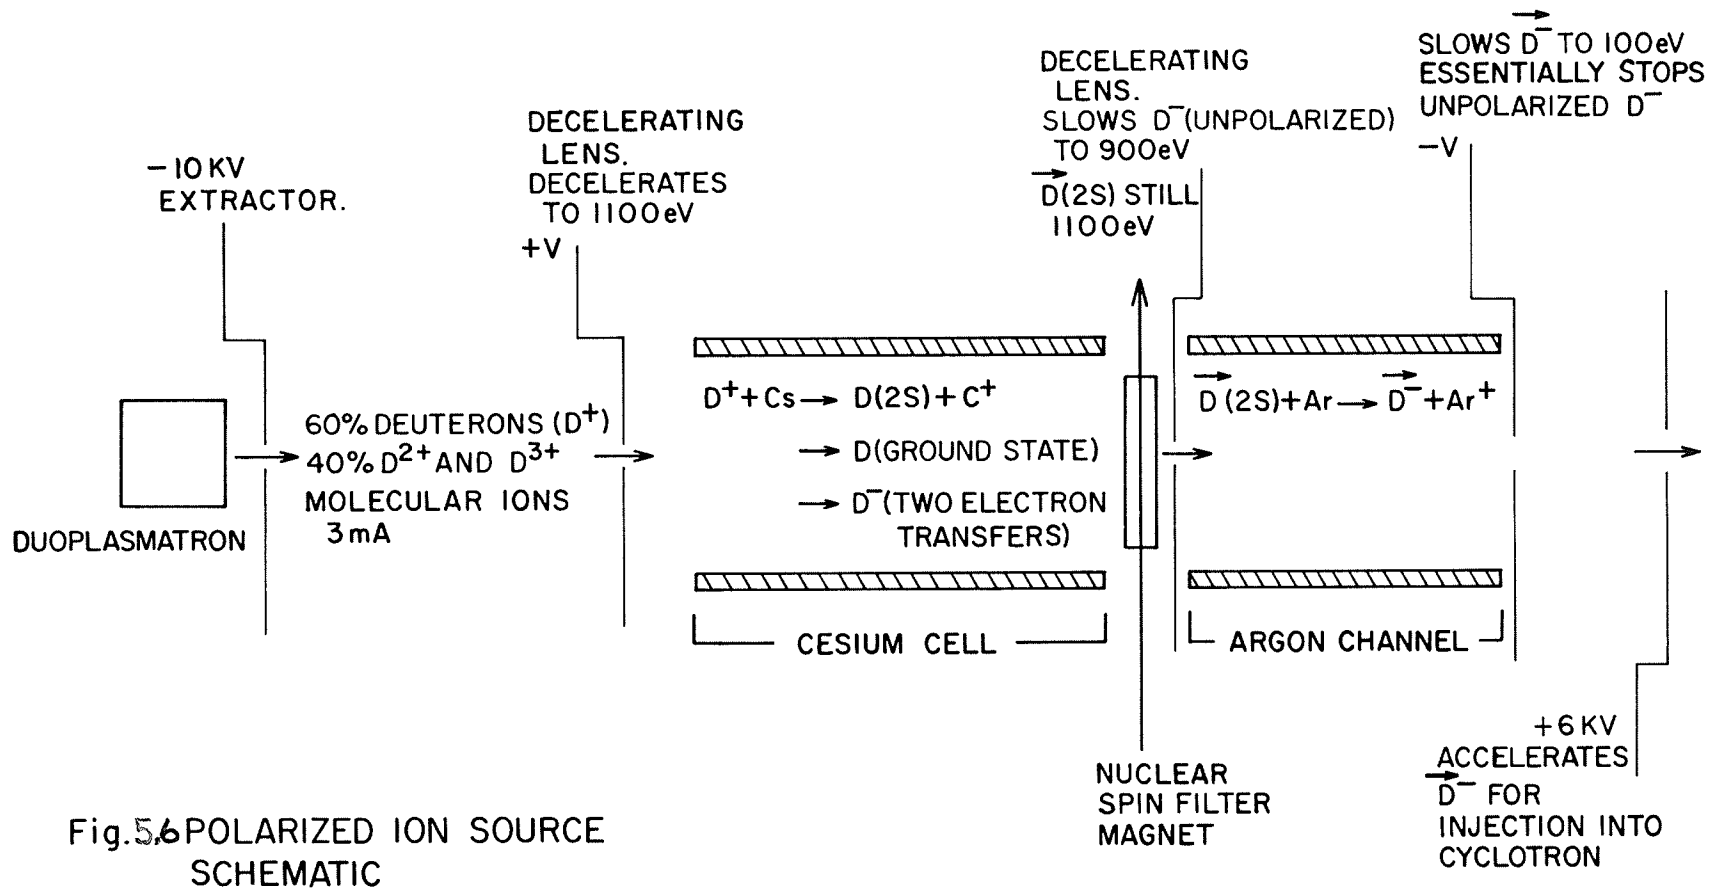 −10KV
EXTRACTOR.
DECELERATING
LENS.
DECELERATES
TO 1100eV
+V
DECELERATING
LENS.
SLOWS D⁻(UNPOLARIZED)
TO 900eV
D⃗(2S) STILL
1100eV
SLOWS D⃗⁻ TO 100eV
ESSENTIALLY STOPS
UNPOLARIZED D⁻
−V
DUOPLASMATRON
60% DEUTERONS (D⁺)
40% D²⁺ AND D³⁺
MOLECULAR IONS
3mA
D⁺+Cs→ D(2S)+C⁺
→ D(GROUND STATE)
→ D⁻(TWO ELECTRON
TRANSFERS)
CESIUM CELL
D⃗(2S)+Ar→D⃗⁻+Ar⁺
ARGON CHANNEL
NUCLEAR
SPIN FILTER
MAGNET
+6KV
ACCELERATES
D⃗⁻ FOR
INJECTION INTO
CYCLOTRON
Fig.5.6 POLARIZED ION SOURCE
SCHEMATIC